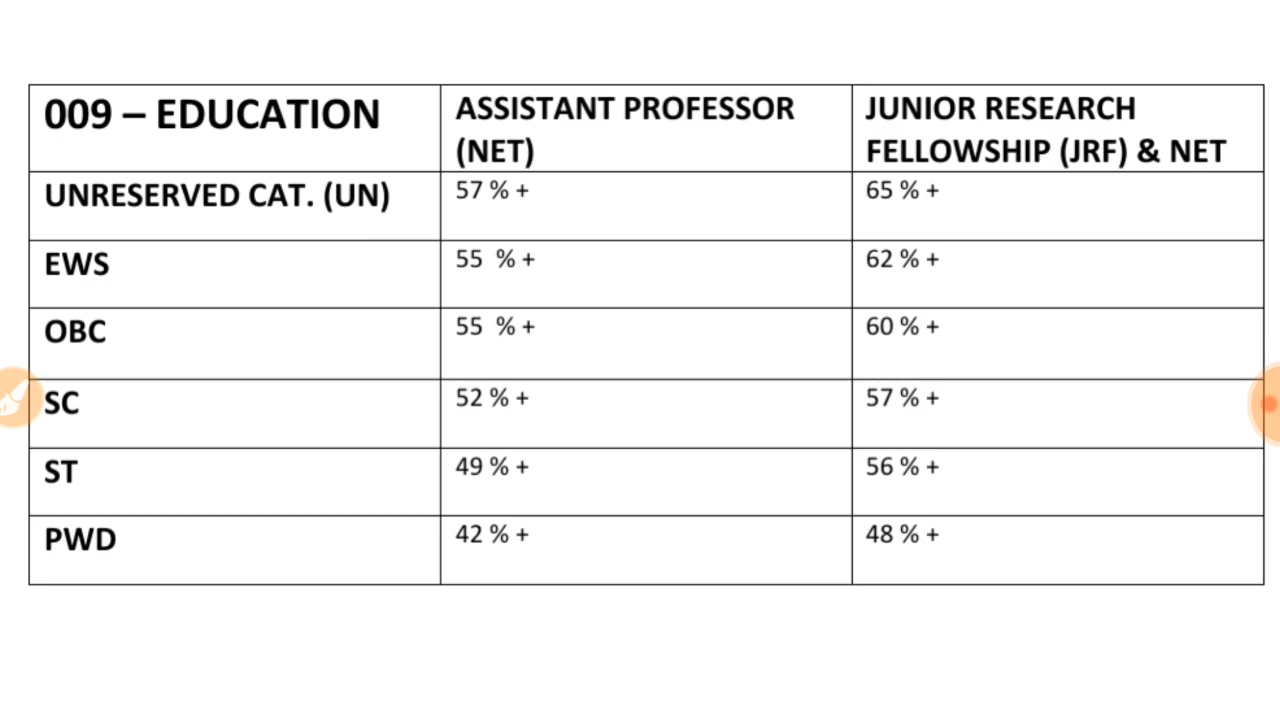 009 – EDUCATION
ASSISTANT PROFESSOR
(NET)
JUNIOR RESEARCH
FELLOWSHIP (JRF) & NET
UNRESERVED CAT. (UN)
57 % +
65 % +
EWS
55 % +
62 % +
OBC
55 % +
60 % +
SC
52 % +
57 % +
ST
49 % +
56 % +
PWD
42 % +
48 % +